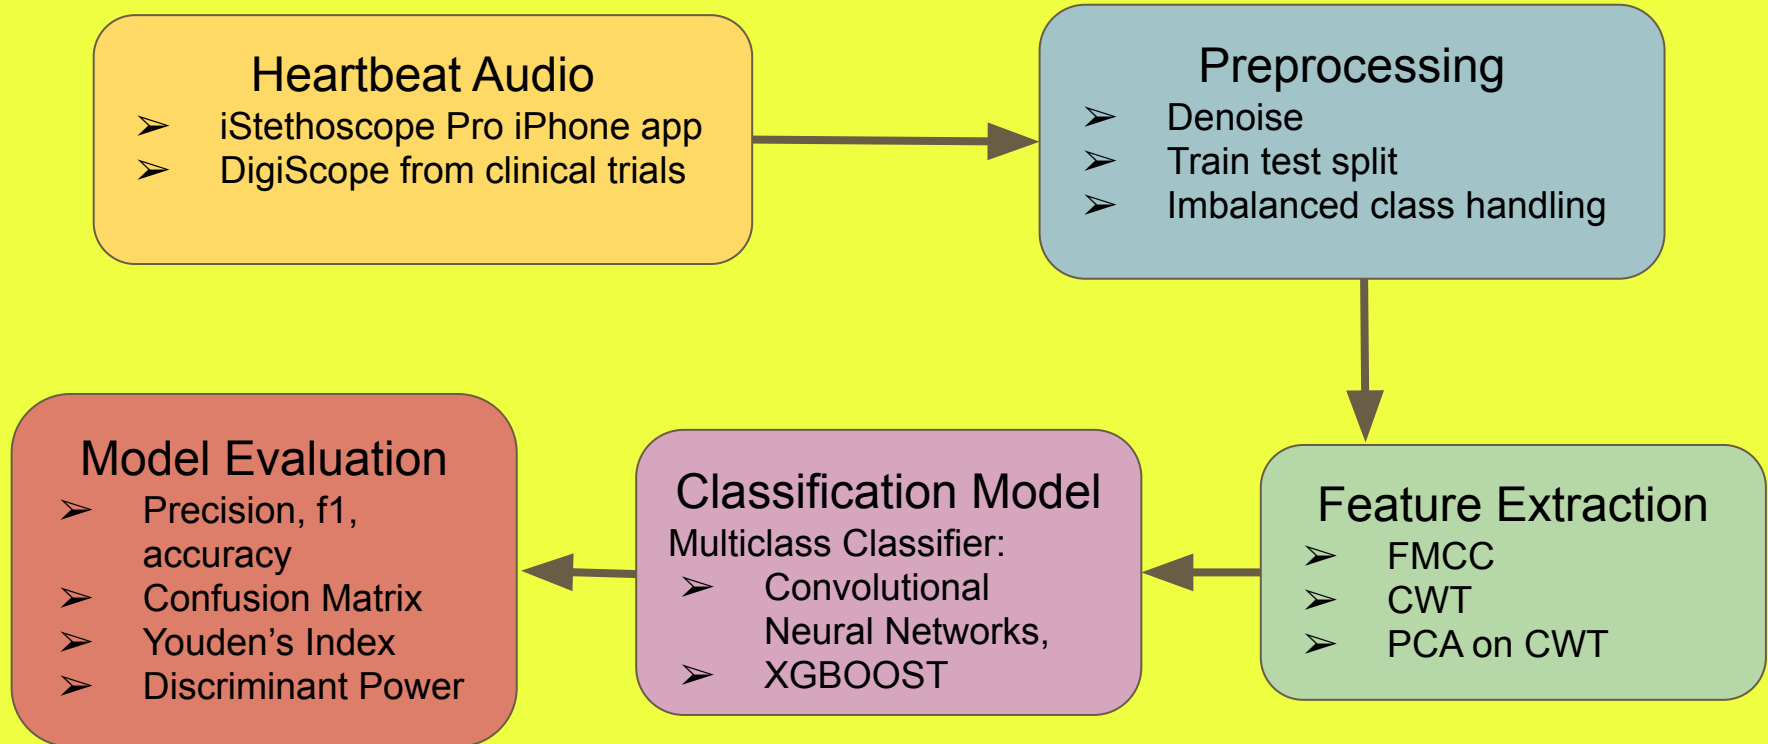 Heartbeat Audio
➢ iStethoscope Pro iPhone app
➢ DigiScope from clinical trials
Preprocessing
➢ Denoise
➢ Train test split
➢ Imbalanced class handling
Feature Extraction
➢ FMCC
➢ CWT
➢ PCA on CWT
Classification Model
Multiclass Classifier:
➢ Convolutional
Neural Networks,
➢ XGBOOST
Model Evaluation
➢ Precision, f1,
accuracy
➢ Confusion Matrix
➢ Youden’s Index
➢ Discriminant Power